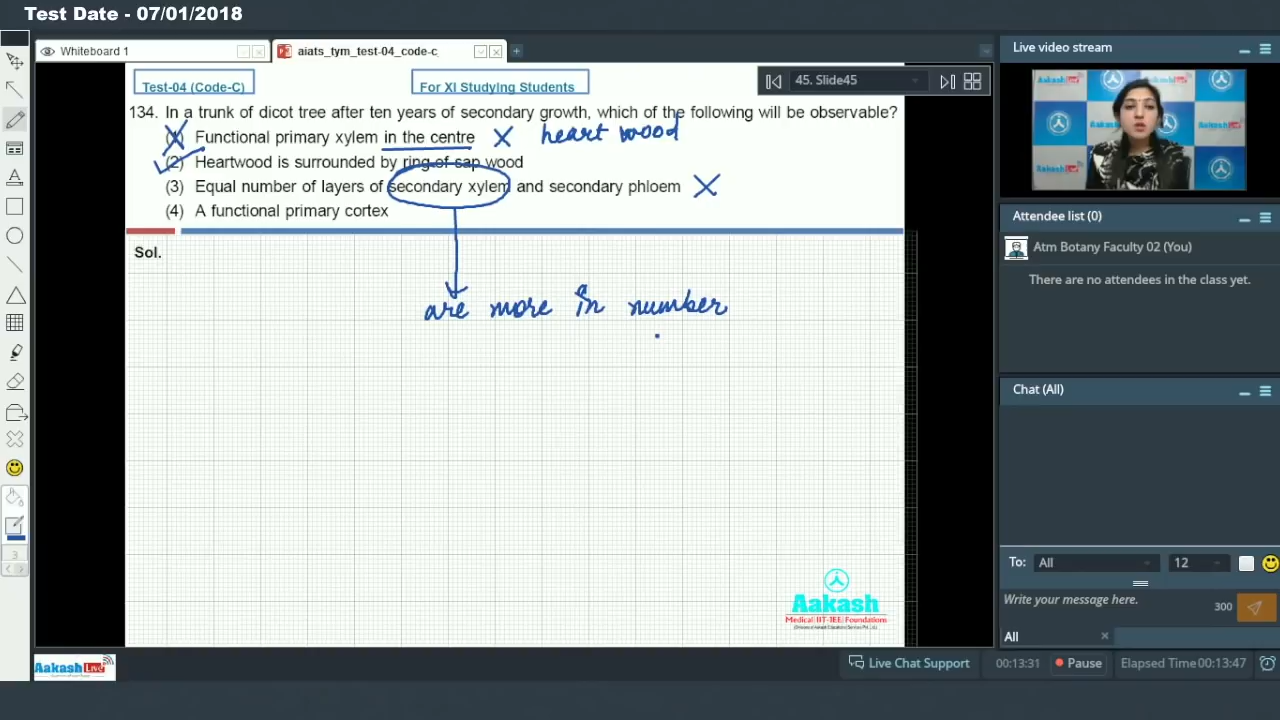 Test Date - 07/01/2018
Whiteboard 1
aiats_tym_test-04_code-c
Live video stream
Test-04 (Code-C)
For XI Studying Students
45. Slide45
134. In a trunk of dicot tree after ten years of secondary growth, which of the following will be observable?
(1) Functional primary xylem in the centre X heart wood
(2) Heartwood is surrounded by ring of sap wood
(3) Equal number of layers of secondary xylem and secondary phloem X
(4) A functional primary cortex
Sol.
are more in number
Aakash
Medical|IIT-JEE|Foundations
Attendee list (0)
Atm Botany Faculty 02 (You)
There are no attendees in the class yet.
Chat (All)
To: All 12
Write your message here. 300
All
3
Aakash Live
Live Chat Support 00:13:31 Pause Elapsed Time 00:13:47